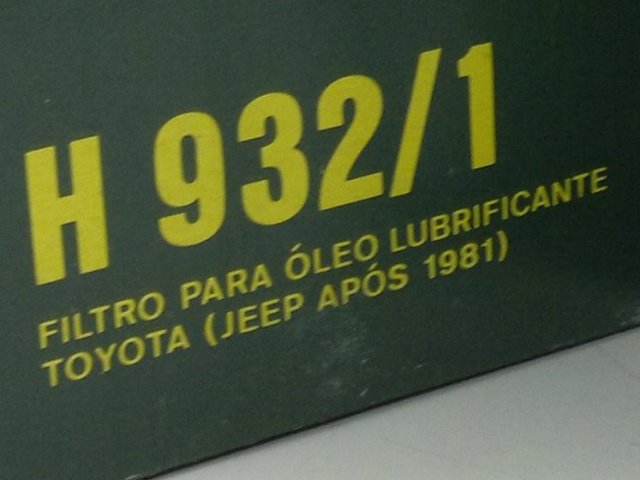 H 932/1
FILTRO PARA ÓLEO LUBRIFICANTE
TOYOTA (JEEP APÓS 1981)